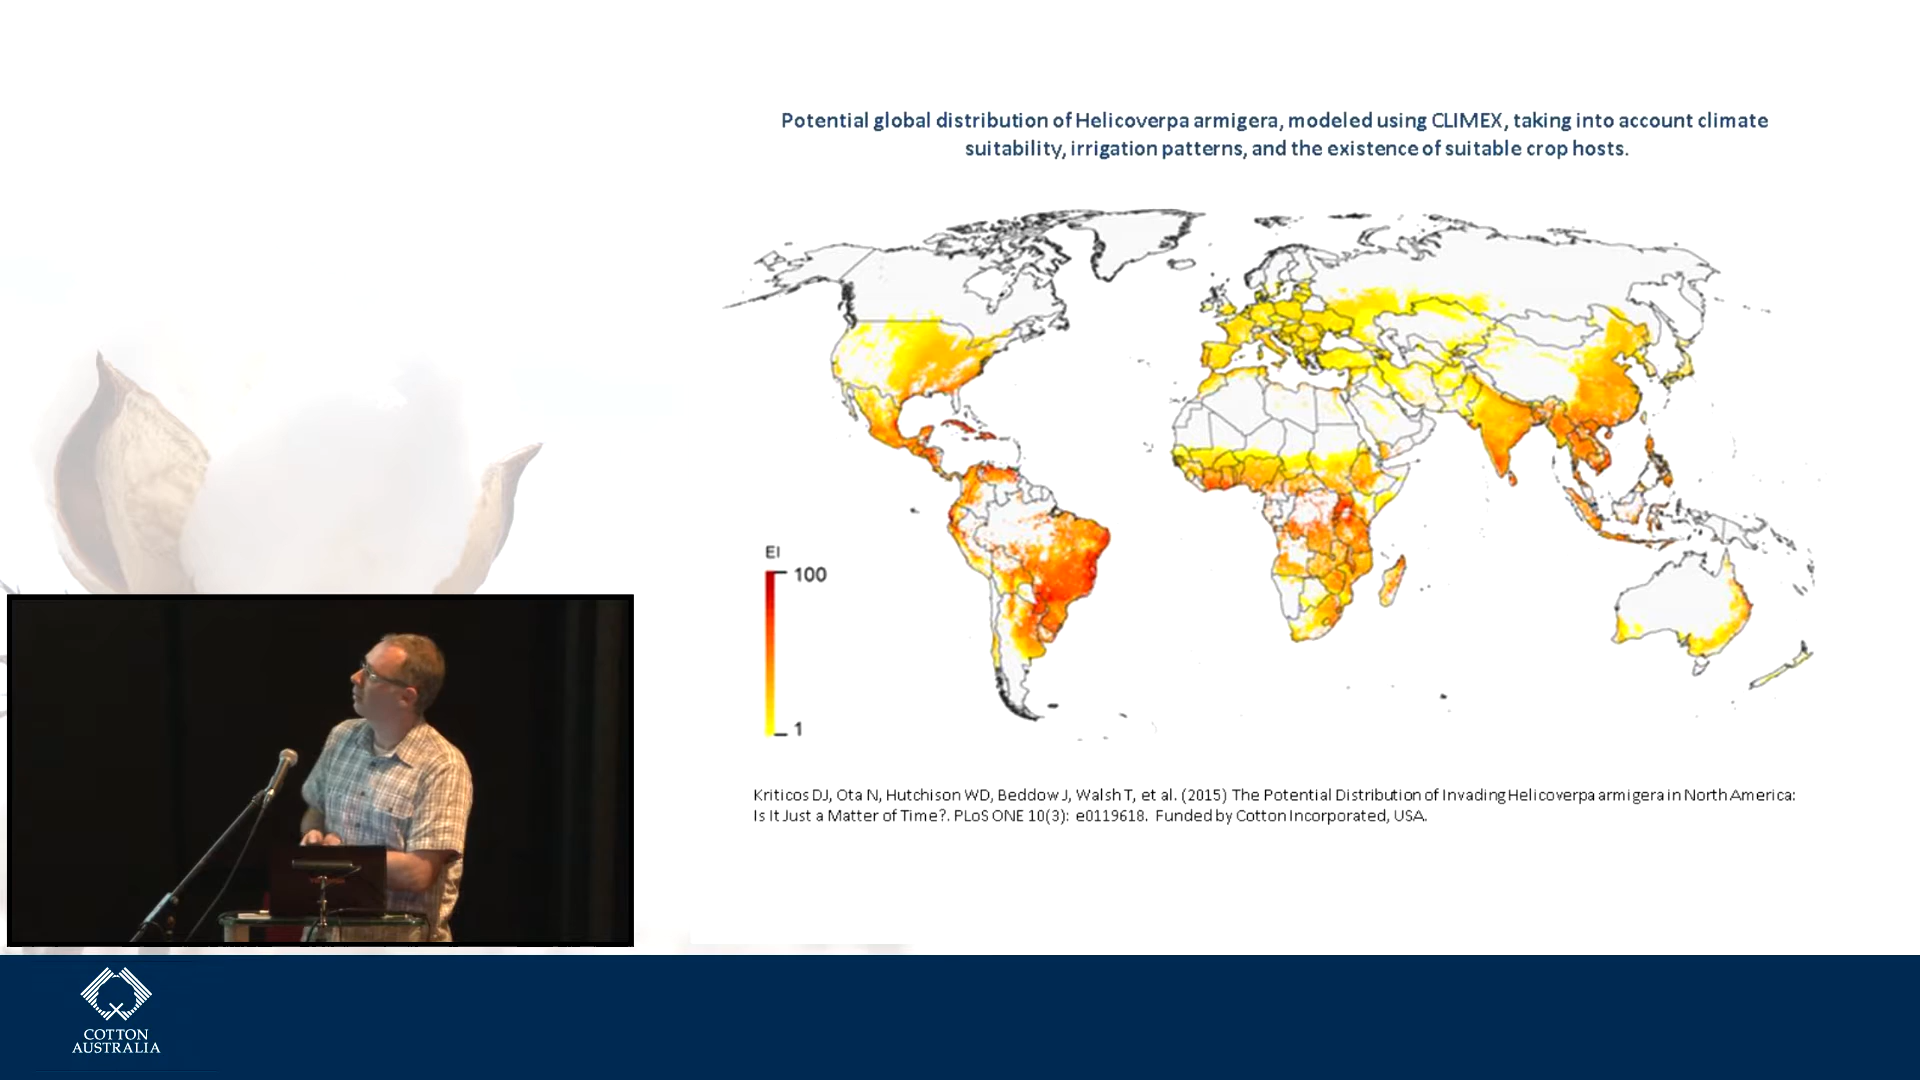 Potential global distribution of Helicoverpa armigera, modeled using CLIMEX, taking into account climate
suitability, irrigation patterns, and the existence of suitable crop hosts.
EI
100
1
Kriticos DJ, Ota N, Hutchison WD, Beddow J, Walsh T, et al. (2015) The Potential Distribution of Invading Helicoverpa armigera in North America:
Is It Just a Matter of Time?. PLoS ONE 10(3): e0119618. Funded by Cotton Incorporated, USA.
COTTON
AUSTRALIA